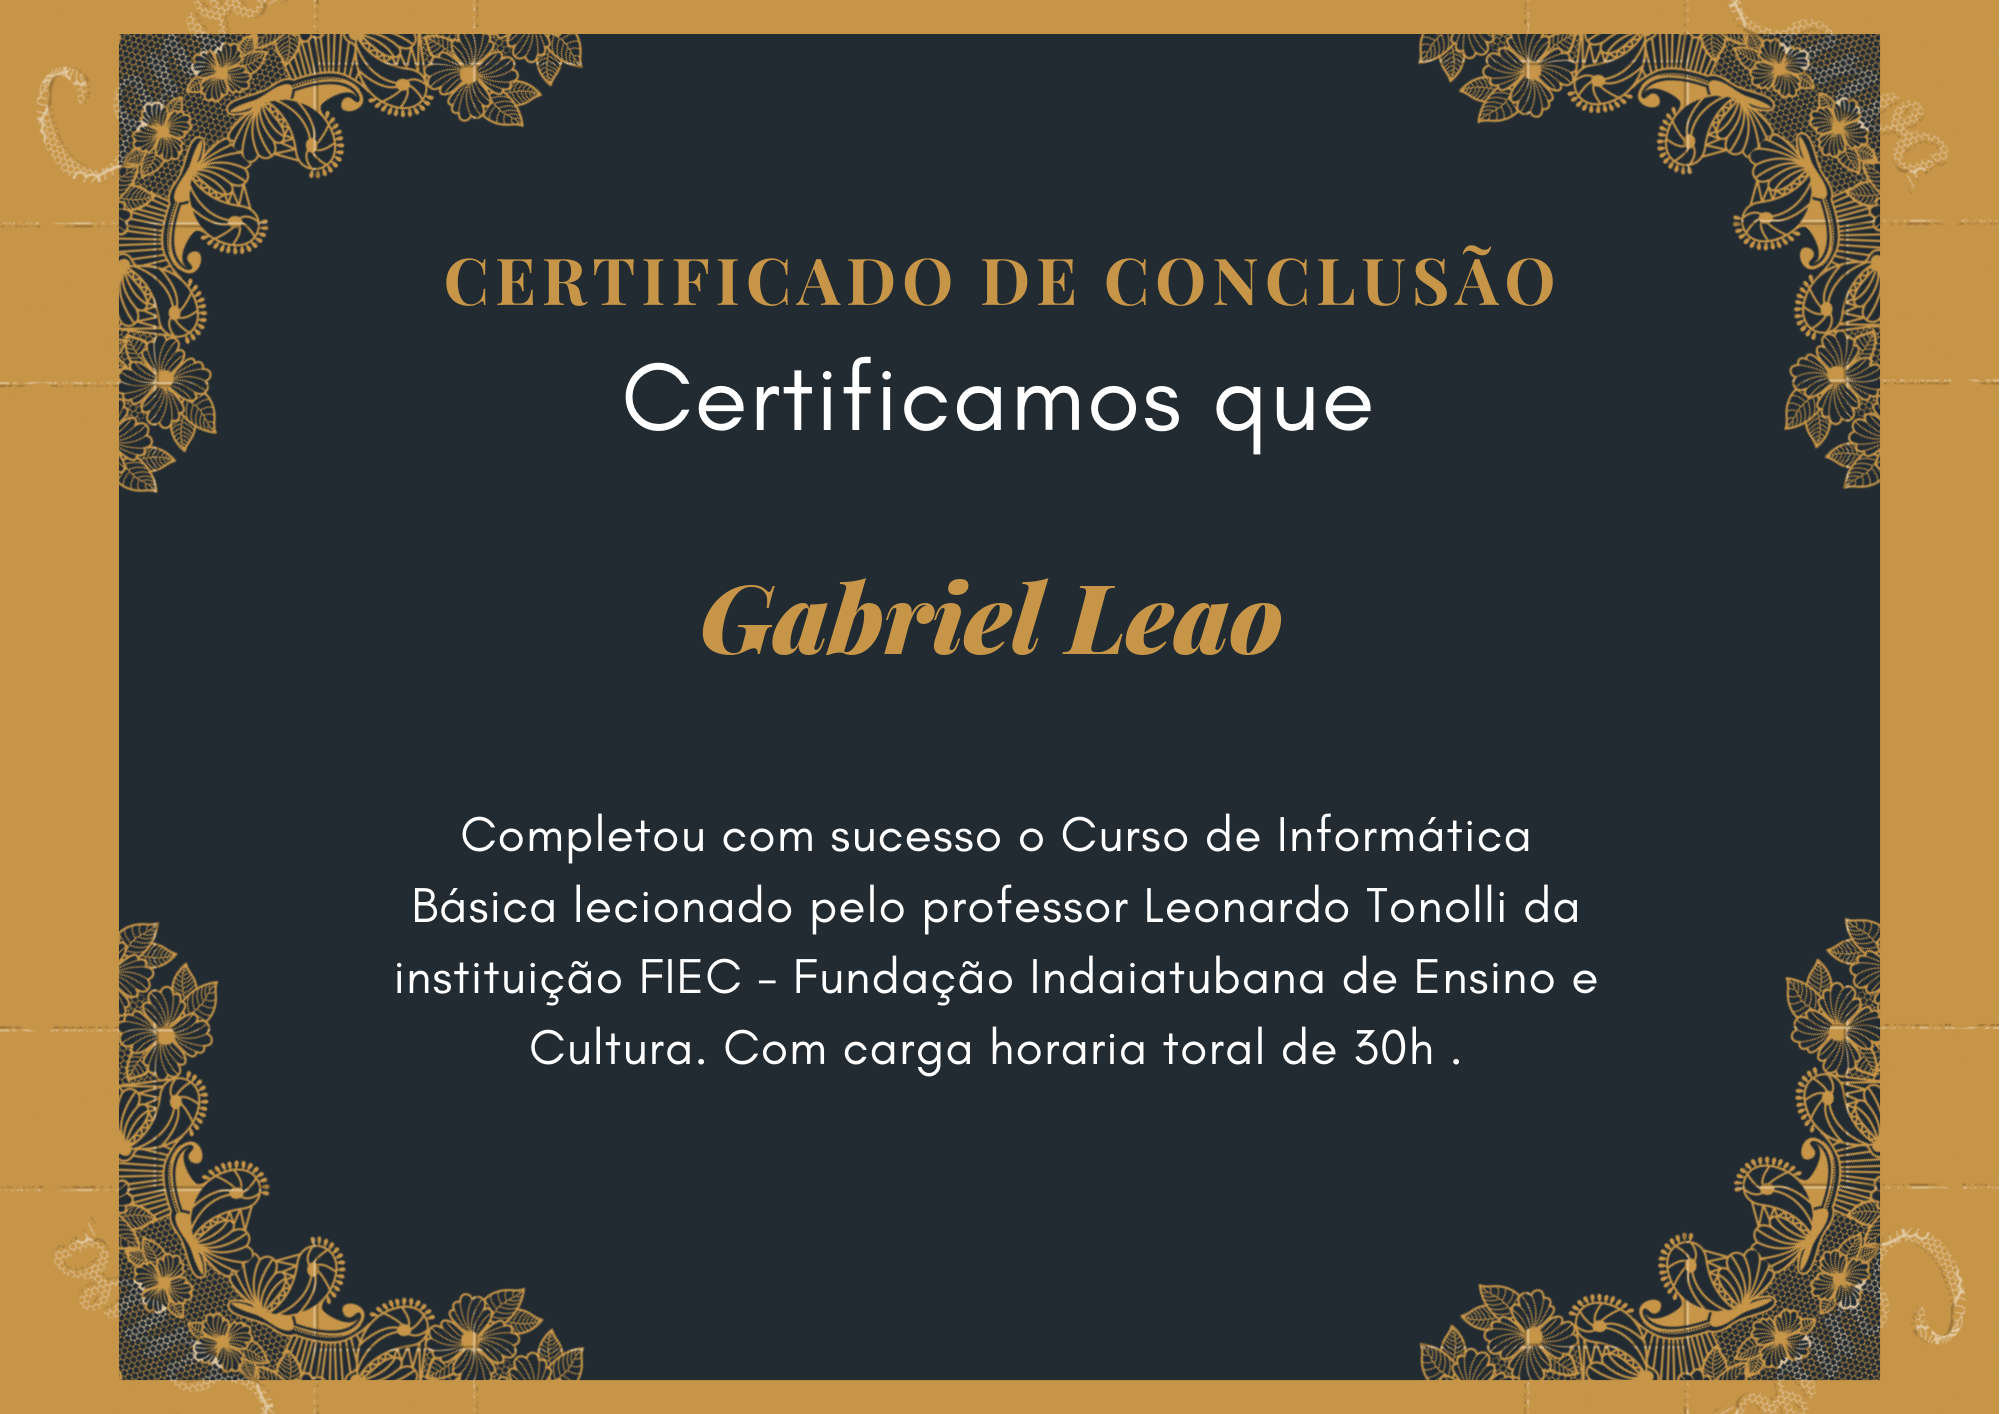 CERTIFICADO DE CONCLUSÃO
Certificamos que
Gabriel Leao
Completou com sucesso o Curso de Informática
Básica lecionado pelo professor Leonardo Tonolli da
instituição FIEC - Fundação Indaiatubana de Ensino e
Cultura. Com carga horaria toral de 30h .